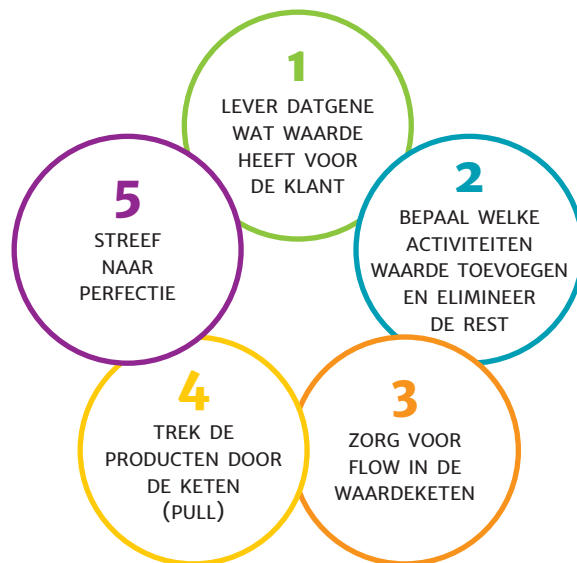 1
LEVER DATGENE
WAT WAARDE
HEEFT VOOR
DE KLANT
2
BEPAAL WELKE
ACTIVITEITEN
WAARDE TOEVOEGEN
EN ELIMINEER
DE REST
3
ZORG VOOR
FLOW IN DE
WAARDEKETEN
4
TREK DE
PRODUCTEN DOOR
DE KETEN
(PULL)
5
STREEF
NAAR
PERFECTIE